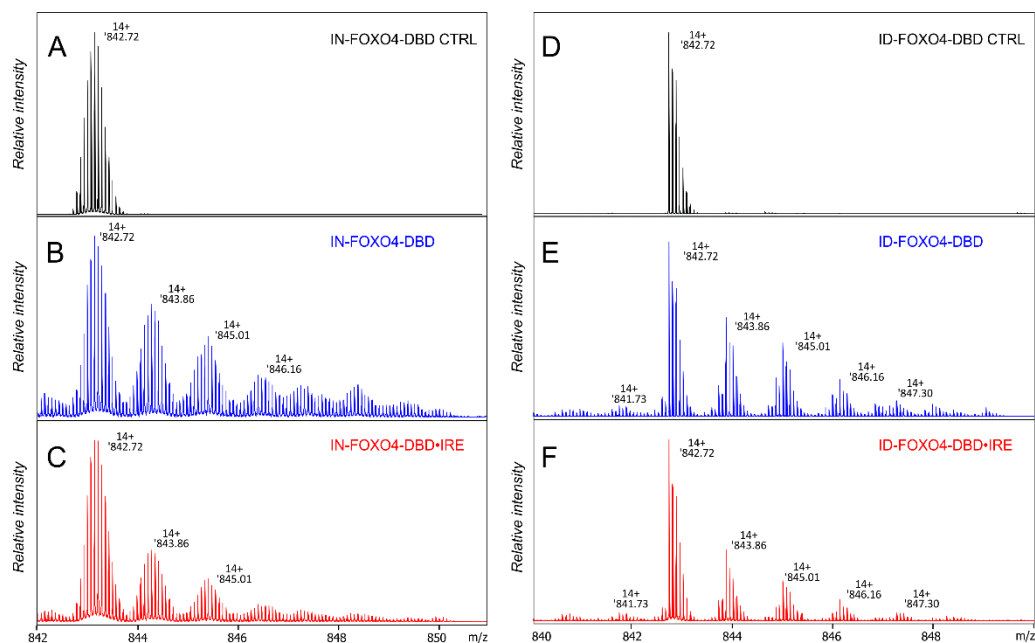 A
IN-FOXO4-DBD CTRL
14+
'842.72
Relative intensity
D
ID-FOXO4-DBD CTRL
14+
'842.72
Relative intensity
B
IN-FOXO4-DBD
14+
'842.72
14+
'843.86
14+
'845.01
14+
'846.16
Relative intensity
E
ID-FOXO4-DBD
14+
'842.72
14+
'843.86
14+
'845.01
14+
'846.16
14+
'847.30
14+
'841.73
Relative intensity
C
IN-FOXO4-DBD•IRE
14+
'842.72
14+
'843.86
14+
'845.01
Relative intensity
842 844 846 848 850 m/z
F
ID-FOXO4-DBD•IRE
14+
'842.72
14+
'843.86
14+
'845.01
14+
'846.16
14+
'847.30
14+
'841.73
Relative intensity
840 842 844 846 848 m/z